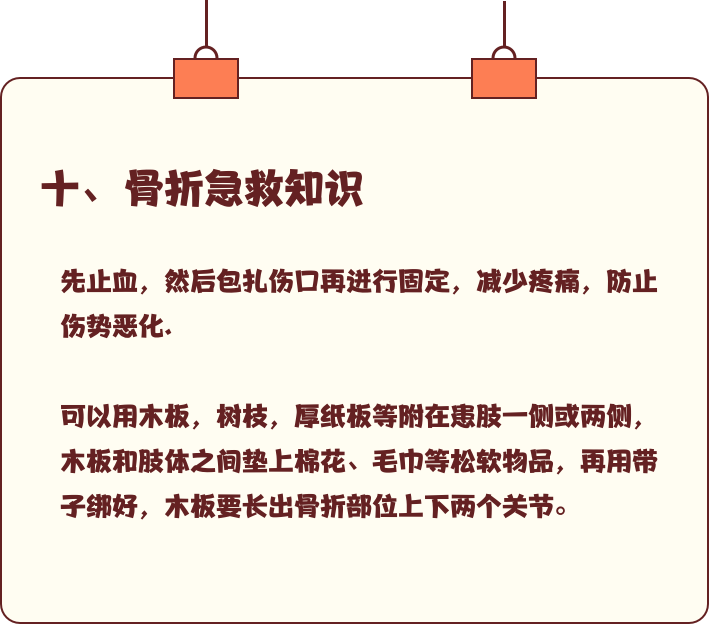 十、骨折急救知识
先止血，然后包扎伤口再进行固定，减少疼痛，防止
伤势恶化.
可以用木板，树枝，厚纸板等附在患肢一侧或两侧，
木板和肢体之间垫上棉花、毛巾等松软物品，再用带
子绑好，木板要长出骨折部位上下两个关节。